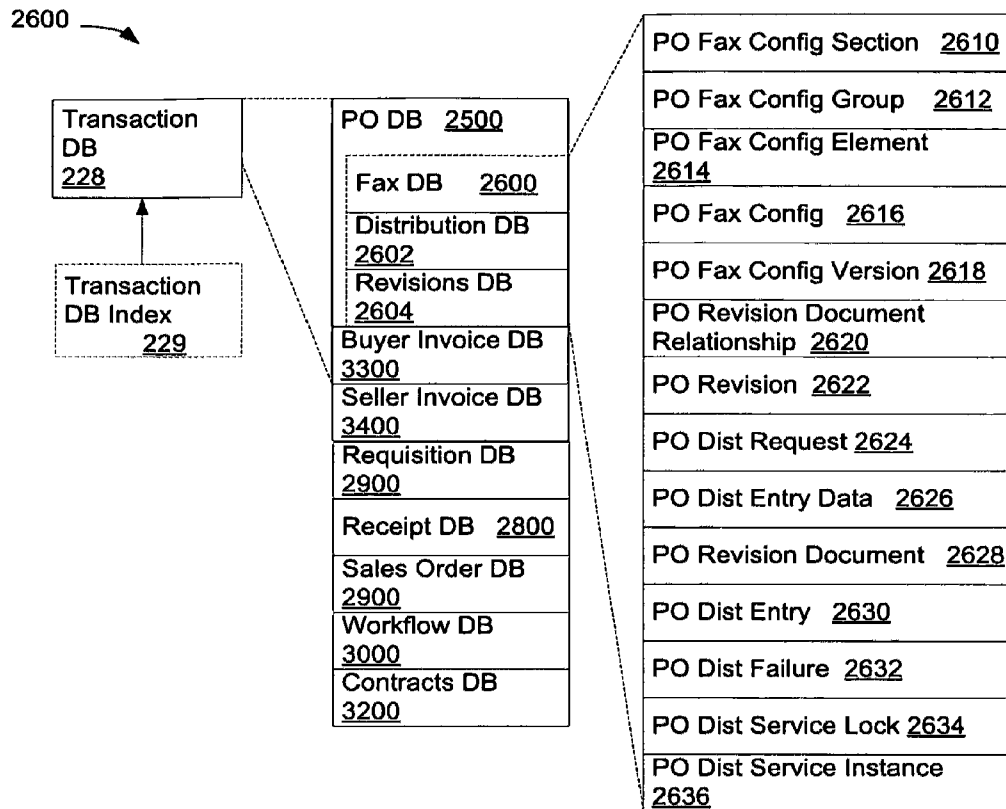 2600
Transaction
DB
228
Transaction
DB Index
229
PO DB 2500
Fax DB 2600
Distribution DB
2602
Revisions DB
2604
Buyer Invoice DB
3300
Seller Invoice DB
3400
Requisition DB
2900
Receipt DB 2800
Sales Order DB
2900
Workflow DB
3000
Contracts DB
3200
PO Fax Config Section 2610
PO Fax Config Group 2612
PO Fax Config Element
2614
PO Fax Config 2616
PO Fax Config Version 2618
PO Revision Document
Relationship 2620
PO Revision 2622
PO Dist Request 2624
PO Dist Entry Data 2626
PO Revision Document 2628
PO Dist Entry 2630
PO Dist Failure 2632
PO Dist Service Lock 2634
PO Dist Service Instance
2636